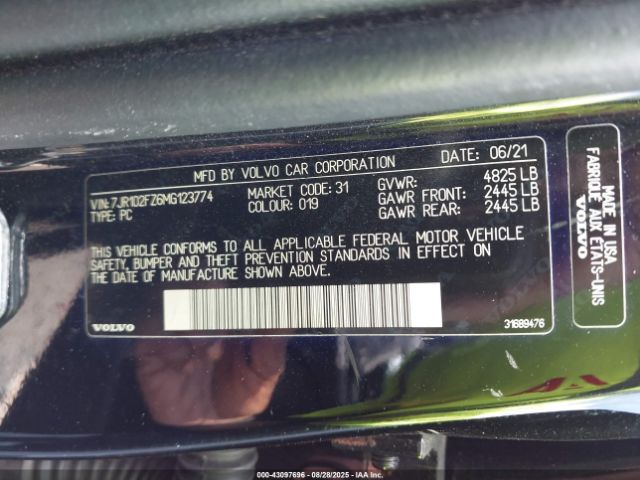 MFD BY VOLVO CAR CORPORATION DATE: 06/21
VIN:7JR102FZ6MG123774 MARKET CODE: 31 GVWR: 4825 LB
TYPE: PC COLOUR: 019 GAWR FRONT: 2445 LB
GAWR REAR: 2445 LB
THIS VEHICLE CONFORMS TO ALL APPLICABLE FEDERAL MOTOR VEHICLE
SAFETY, BUMPER AND THEFT PREVENTION STANDARDS IN EFFECT ON
THE DATE OF MANUFACTURE SHOWN ABOVE.
VOLVO 31689476
MADE IN USA
FABRIQUÉ AUX ETATS-UNIS
VOLVO
000-43097696 - 08/28/2025 - IAA Inc.